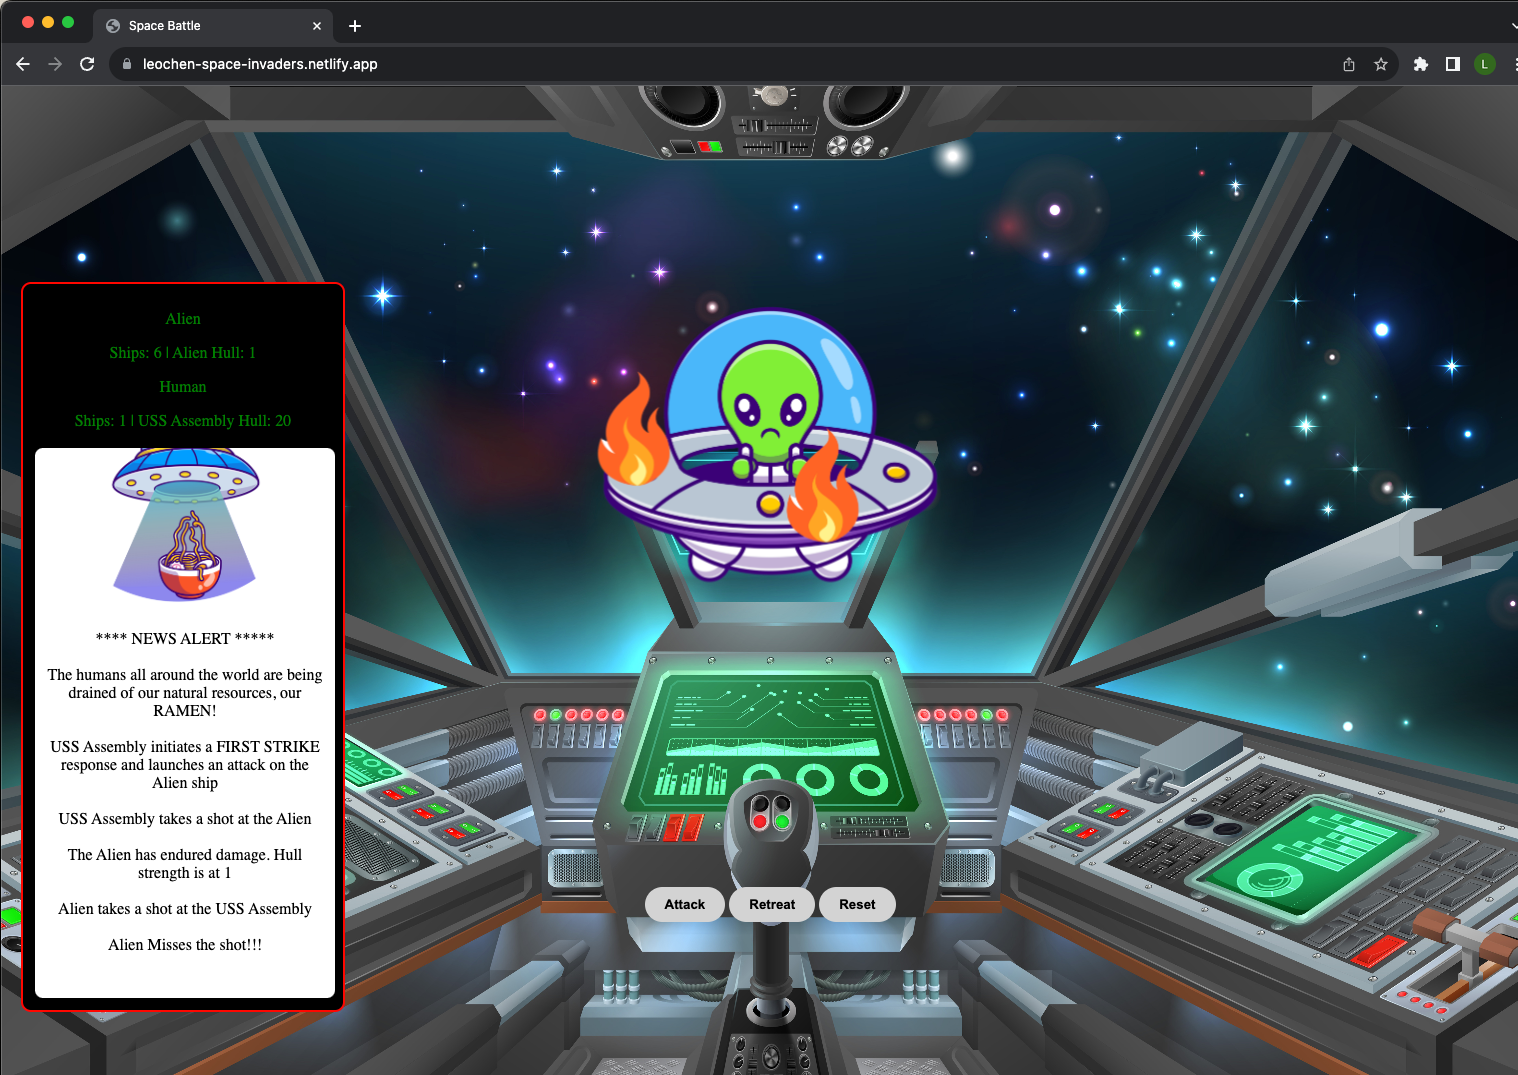 Space Battle
leochen-space-invaders.netlify.app
L
Alien
Ships: 6 | Alien Hull: 1
Human
Ships: 1 | USS Assembly Hull: 20
**** NEWS ALERT *****
The humans all around the world are being
drained of our natural resources, our
RAMEN!
USS Assembly initiates a FIRST STRIKE
response and launches an attack on the
Alien ship
USS Assembly takes a shot at the Alien
The Alien has endured damage. Hull
strength is at 1
Alien takes a shot at the USS Assembly
Alien Misses the shot!!!
Attack
Retreat
Reset